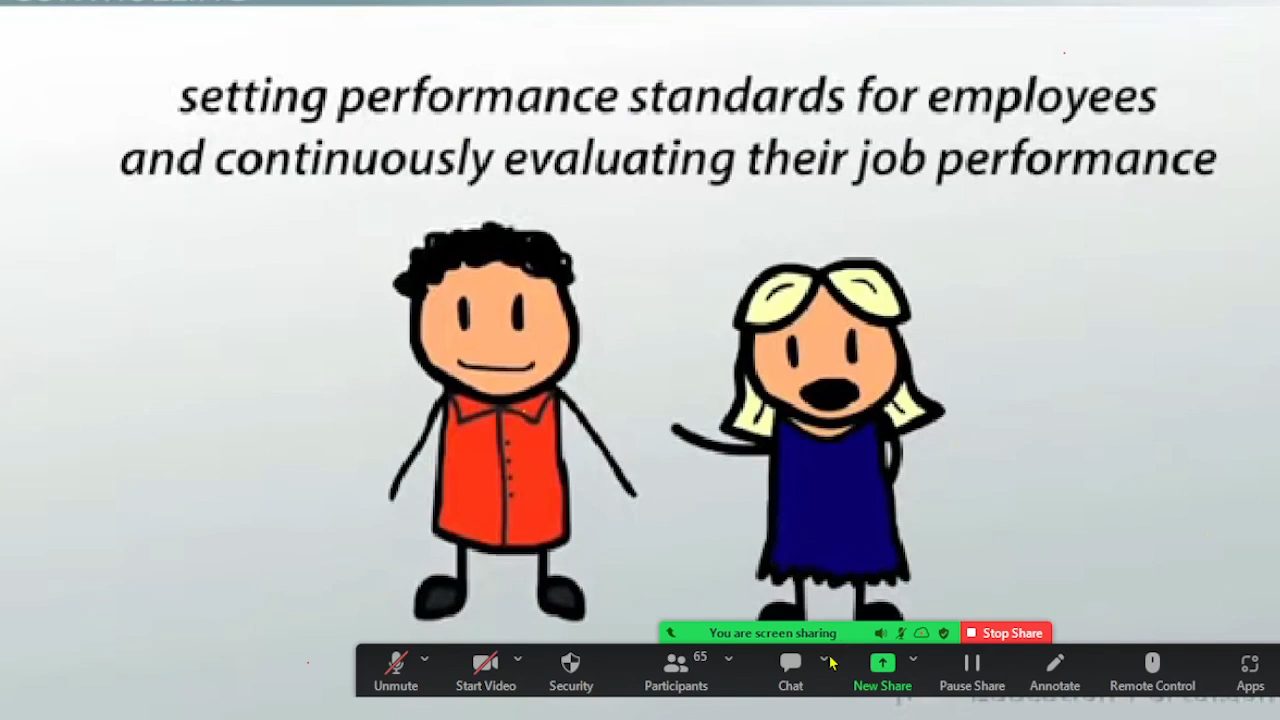 CONTROLLING
setting performance standards for employees
and continuously evaluating their job performance
You are screen sharing
Stop Share
65
Unmute
Start Video
Security
Participants
Chat
New Share
Pause Share
Annotate
Remote Control
Apps